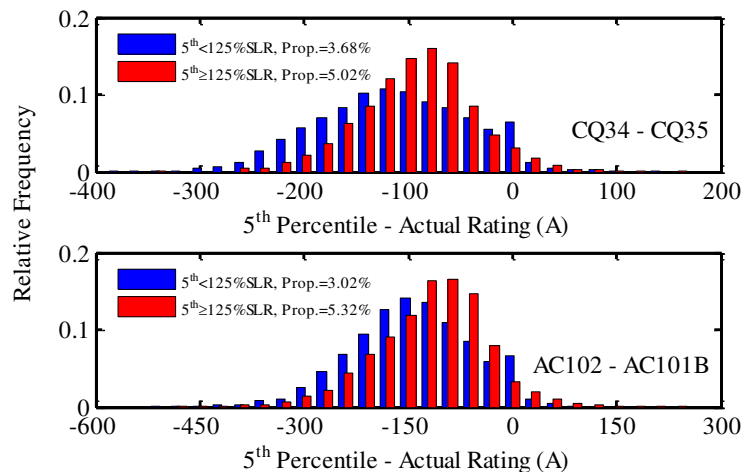 Relative Frequency
0.2
0.1
0
5th<125%SLR, Prop.=3.68%
5th≥125%SLR, Prop.=5.02%
CQ34 - CQ35
-400 -300 -200 -100 0 100 200
5th Percentile - Actual Rating (A)
0.2
0.1
0
5th<125%SLR, Prop.=3.02%
5th≥125%SLR, Prop.=5.32%
AC102 - AC101B
-600 -450 -300 -150 0 150 300
5th Percentile - Actual Rating (A)